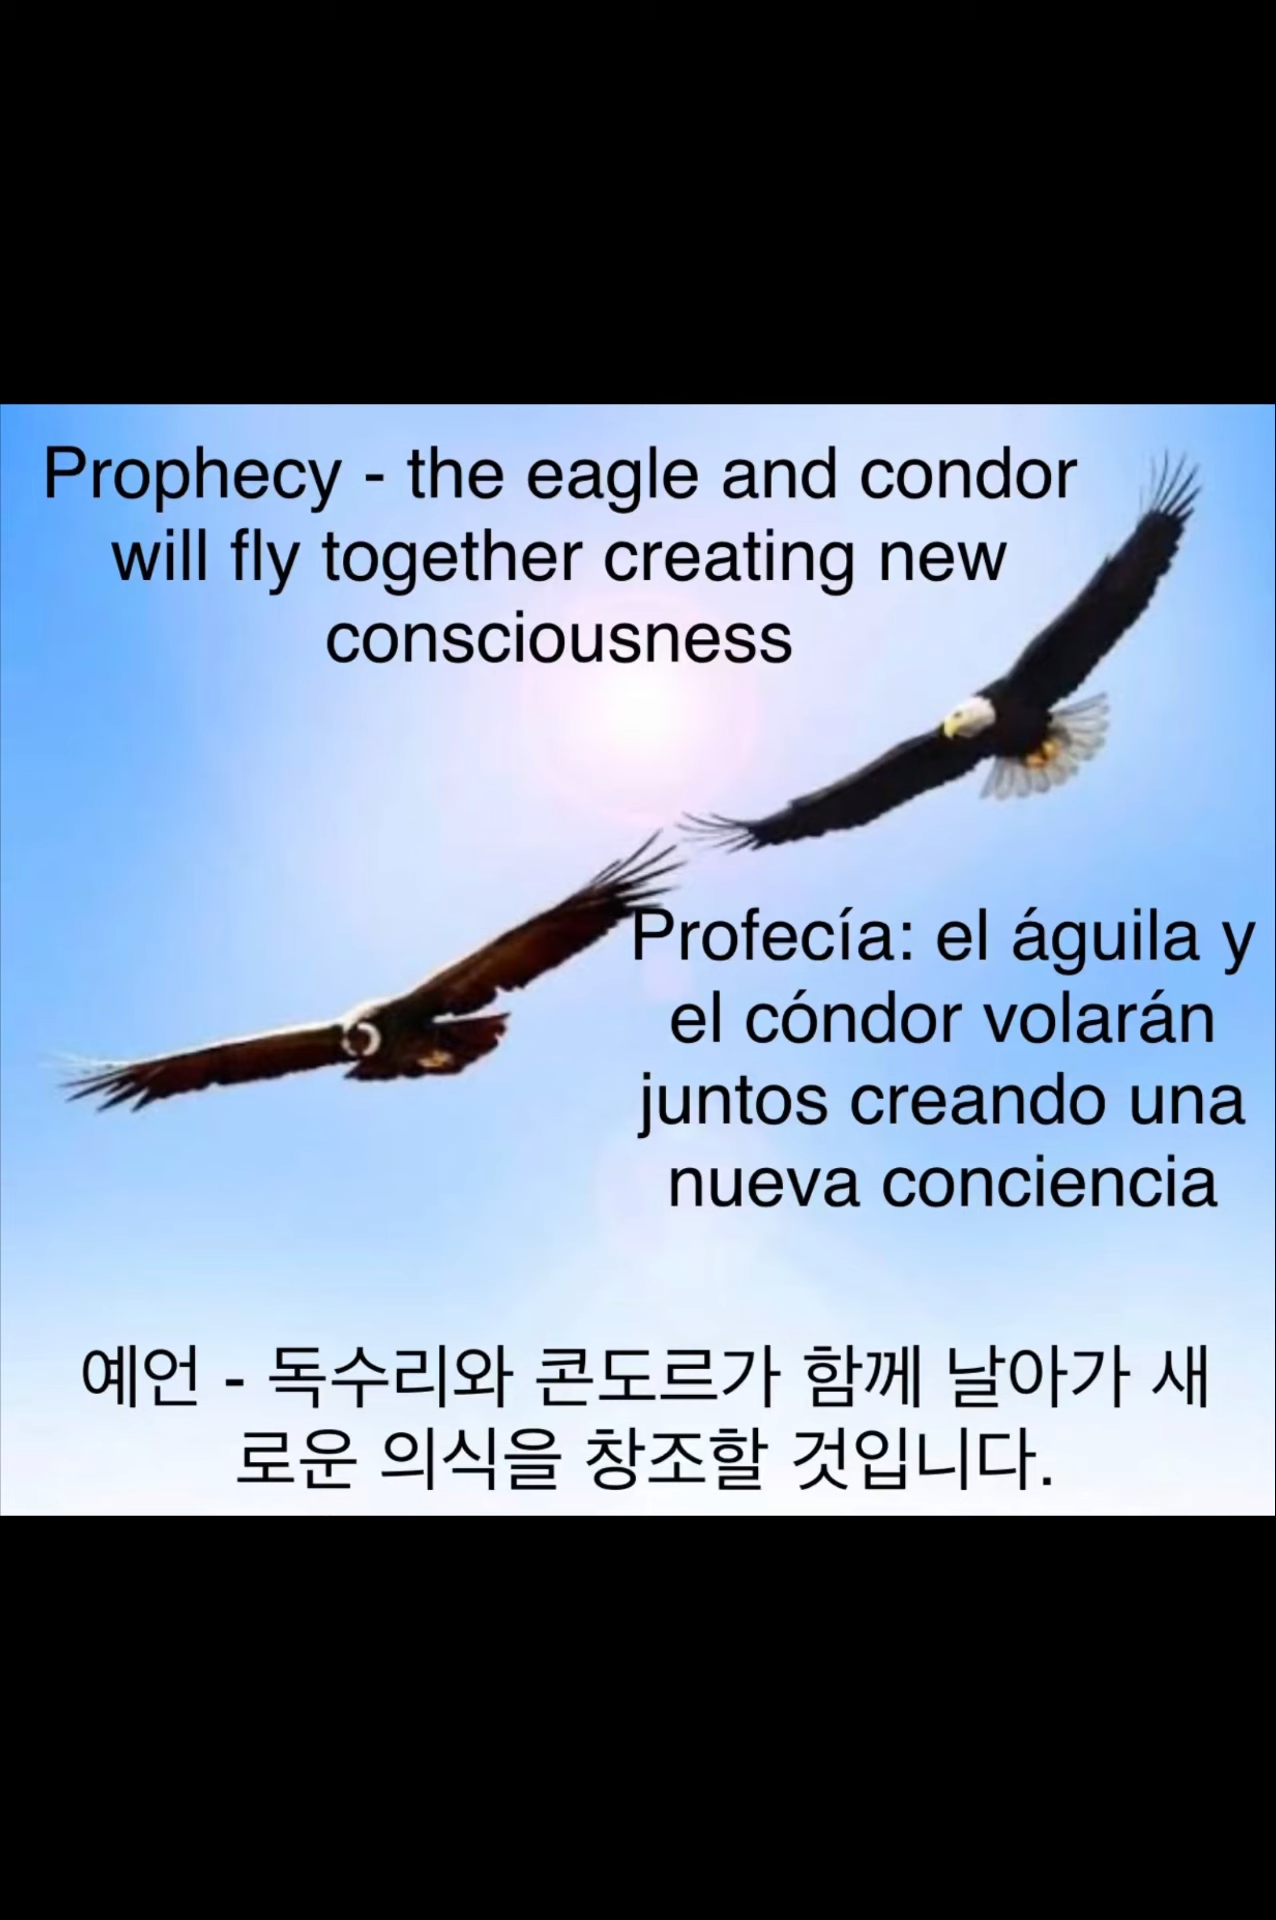 Prophecy - the eagle and condor
will fly together creating new
consciousness
Profecía: el águila y
el cóndor volarán
juntos creando una
nueva conciencia
예언 - 독수리와 콘도르가 함께 날아가 새
로운 의식을 창조할 것입니다.